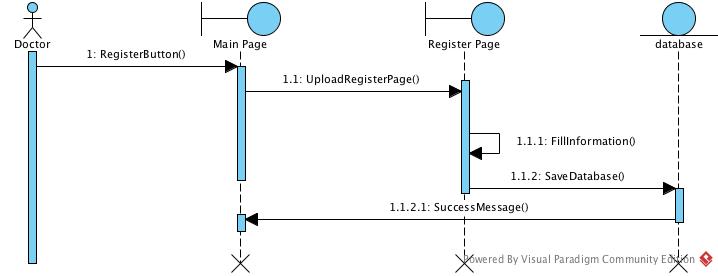 Doctor
Main Page
Register Page
database
1: RegisterButton()
1.1: UploadRegisterPage()
1.1.1: FillInformation()
1.1.2: SaveDatabase()
1.1.2.1: SuccessMessage()
Powered By Visual Paradigm Community Edition